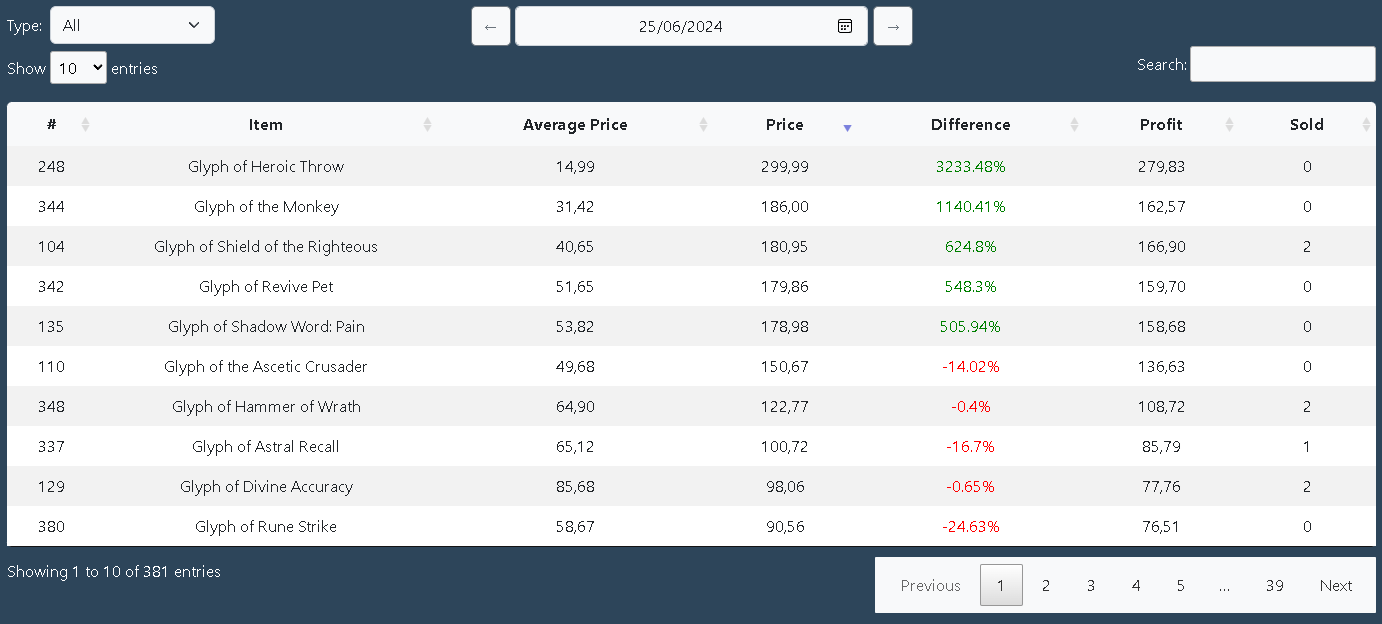 Type: All ← 25/06/2024 →
Show 10 entries Search:
# Item Average Price Price Difference Profit Sold
248 Glyph of Heroic Throw 14,99 299,99 3233.48% 279,83 0
344 Glyph of the Monkey 31,42 186,00 1140.41% 162,57 0
104 Glyph of Shield of the Righteous 40,65 180,95 624.8% 166,90 2
342 Glyph of Revive Pet 51,65 179,86 548.3% 159,70 0
135 Glyph of Shadow Word: Pain 53,82 178,98 505.94% 158,68 0
110 Glyph of the Ascetic Crusader 49,68 150,67 -14.02% 136,63 0
348 Glyph of Hammer of Wrath 64,90 122,77 -0.4% 108,72 2
337 Glyph of Astral Recall 65,12 100,72 -16.7% 85,79 1
129 Glyph of Divine Accuracy 85,68 98,06 -0.65% 77,76 2
380 Glyph of Rune Strike 58,67 90,56 -24.63% 76,51 0
Showing 1 to 10 of 381 entries Previous 1 2 3 4 5 ... 39 Next